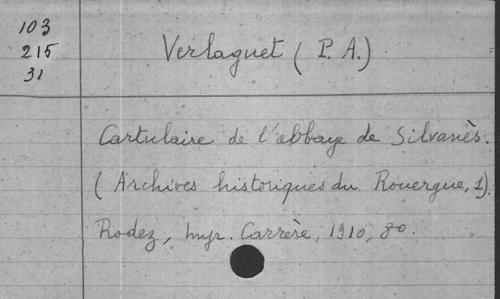 103
215
31
Verlaguet (P. A.)
Cartulaire de l'abbaye de Silvanès.
(Archives historiques du Rouergue, 1).
Rodez, Impr. Carrère, 1910, 8o.